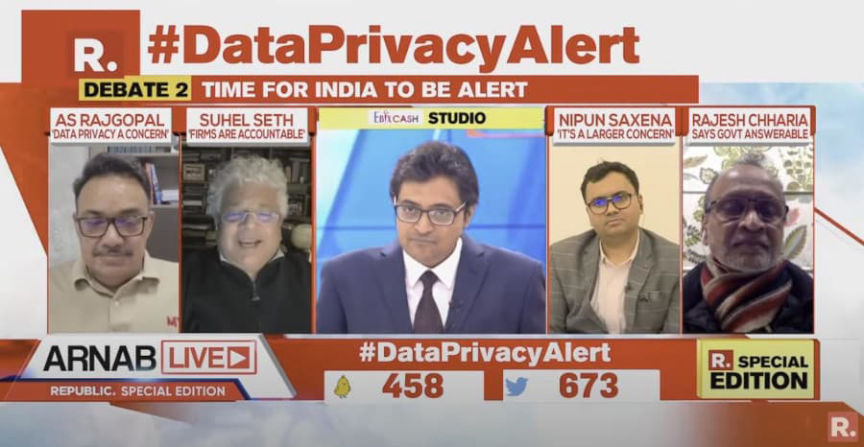 R. #DataPrivacyAlert
DEBATE 2 TIME FOR INDIA TO BE ALERT
AS RAJGOPAL
'DATA PRIVACY A CONCERN'
SUHEL SETH
'FIRMS ARE ACCOUNTABLE'
EbixCASH STUDIO
NIPUN SAXENA
'IT'S A LARGER CONCERN'
RAJESH CHHARIA
SAYS GOVT ANSWERABLE
ARNAB LIVE
REPUBLIC. SPECIAL EDITION
#DataPrivacyAlert
458 673
R. SPECIAL
EDITION
R.